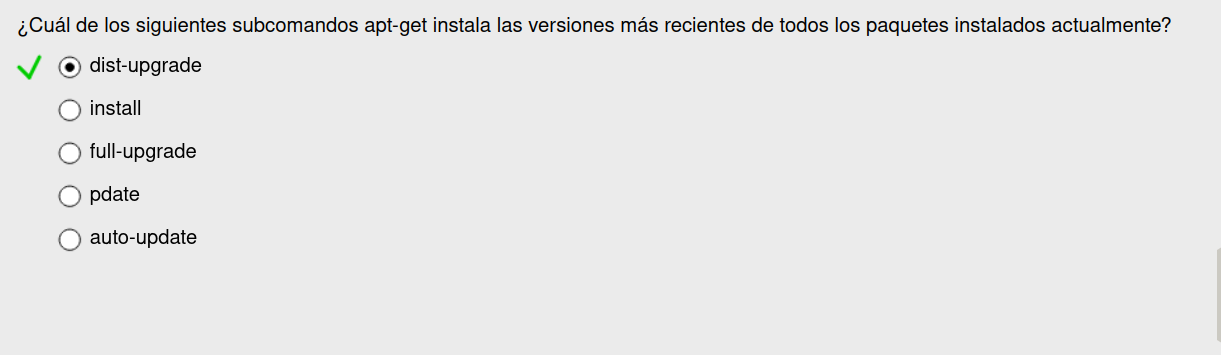 ¿Cuál de los siguientes subcomandos apt-get instala las versiones más recientes de todos los paquetes instalados actualmente?
dist-upgrade
install
full-upgrade
pdate
auto-update